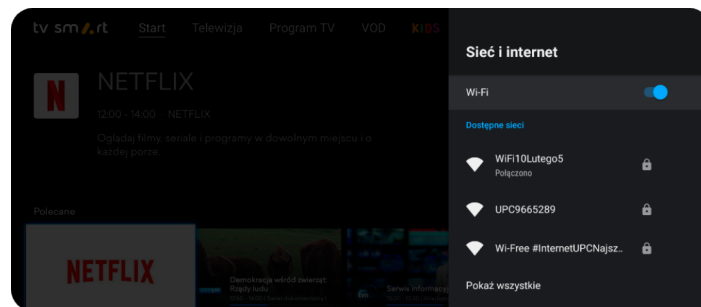 tv smart Start Telewizja Program TV VOD KIDS
N
NETFLIX
12:00 - 14:00 NETFLIX
Oglądaj filmy, seriale i programy w dowolnym miejscu i o
każdej porze.
Polecane
NETFLIX
Demokracja wśród zwierząt:
Rządy ludu
Serwis informacyj
Sieć i internet
Wi-Fi
Dostępne sieci
WiFi10Lutego5
Połączono
UPC9665289
Wi-Free #InternetUPCNajsz..
Pokaż wszystkie